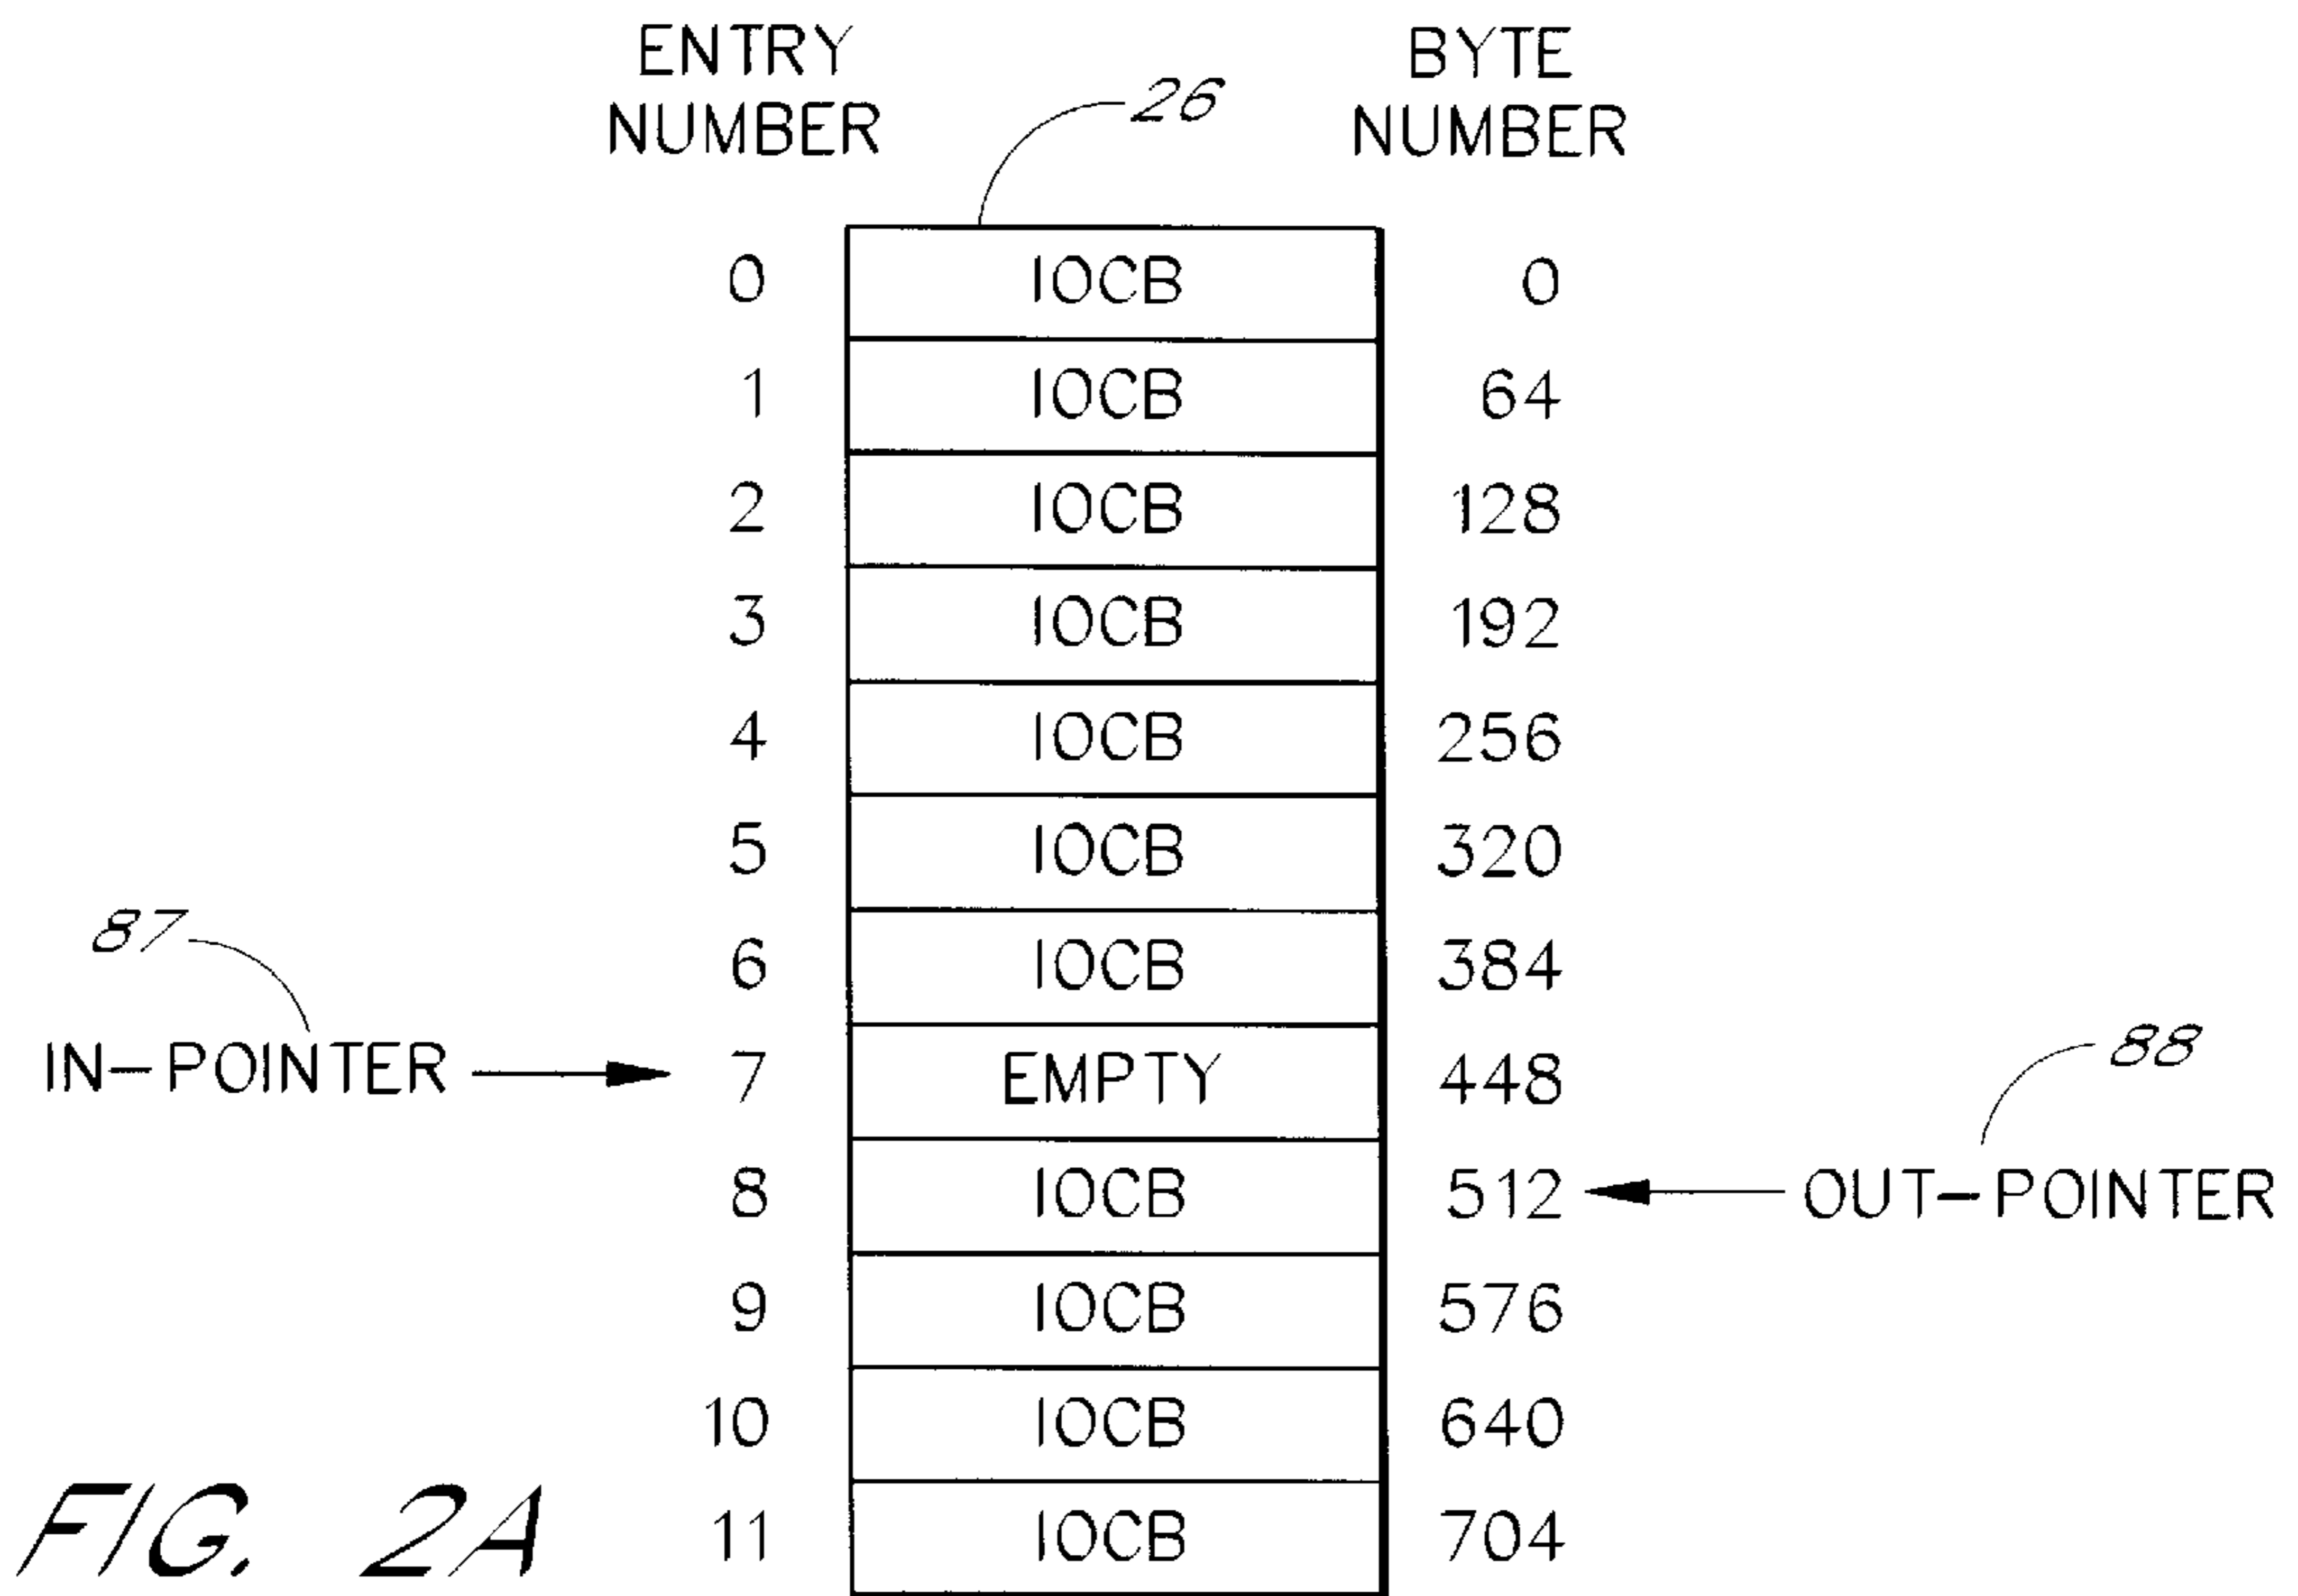 ENTRY NUMBER
BYTE NUMBER
26
0 IOCB 0
1 IOCB 64
2 IOCB 128
3 IOCB 192
4 IOCB 256
5 IOCB 320
6 IOCB 384
87
IN-POINTER 7 EMPTY 448
88
8 IOCB 512 OUT-POINTER
9 IOCB 576
10 IOCB 640
11 IOCB 704
FIG. 2A